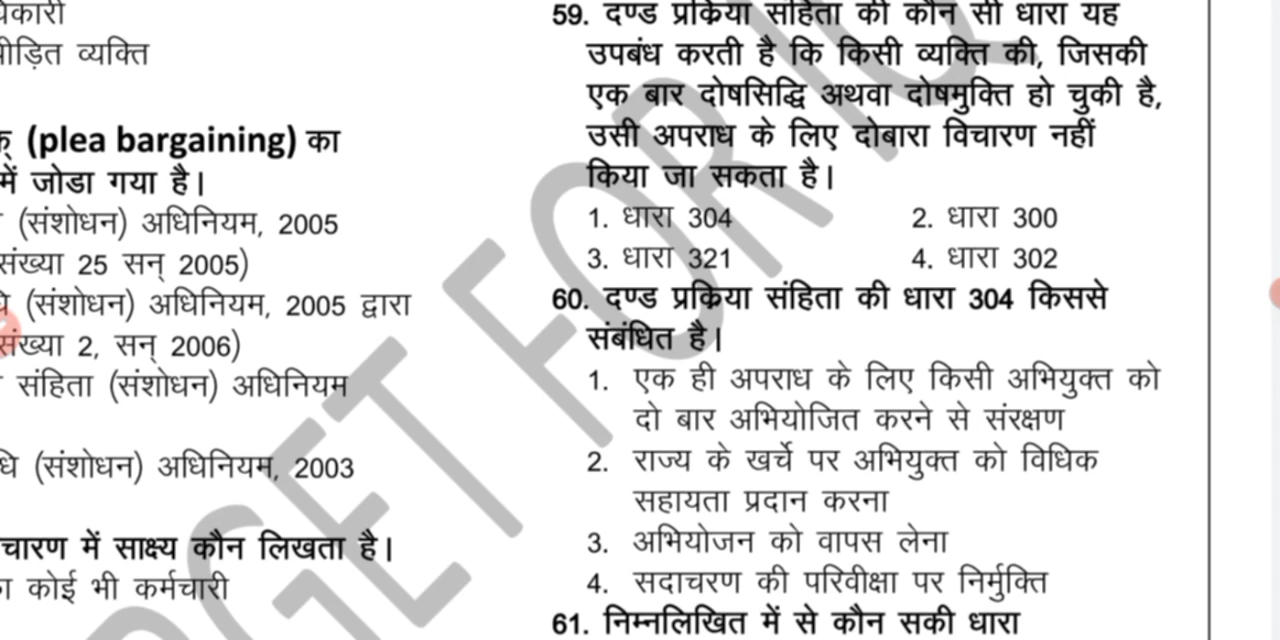 पीड़ित व्यक्ति
(plea bargaining) का
में जोडा गया है।
(संशोधन) अधिनियम, 2005
संख्या 25 सन् 2005)
(संशोधन) अधिनियम, 2005 द्वारा
संख्या 2, सन् 2006)
संहिता (संशोधन) अधिनियम
(संशोधन) अधिनियम, 2003
में साक्ष्य कौन लिखता है।
कोई भी कर्मचारी
59. दण्ड प्रक्रिया संहिता की कौन सी धारा यह
उपबंध करती है कि किसी व्यक्ति की, जिसकी
एक बार दोषसिद्धि अथवा दोषमुक्ति हो चुकी है,
उसी अपराध के लिए दोबारा विचारण नहीं
किया जा सकता है।
1. धारा 304 2. धारा 300
3. धारा 321 4. धारा 302
60. दण्ड प्रक्रिया संहिता की धारा 304 किससे
संबंधित है।
1. एक ही अपराध के लिए किसी अभियुक्त को
दो बार अभियोजित करने से संरक्षण
2. राज्य के खर्चे पर अभियुक्त को विधिक
सहायता प्रदान करना
3. अभियोजन को वापस लेना
4. सदाचरण की परिवीक्षा पर निर्मुक्ति
61. निम्नलिखित में से कौन सकी धारा